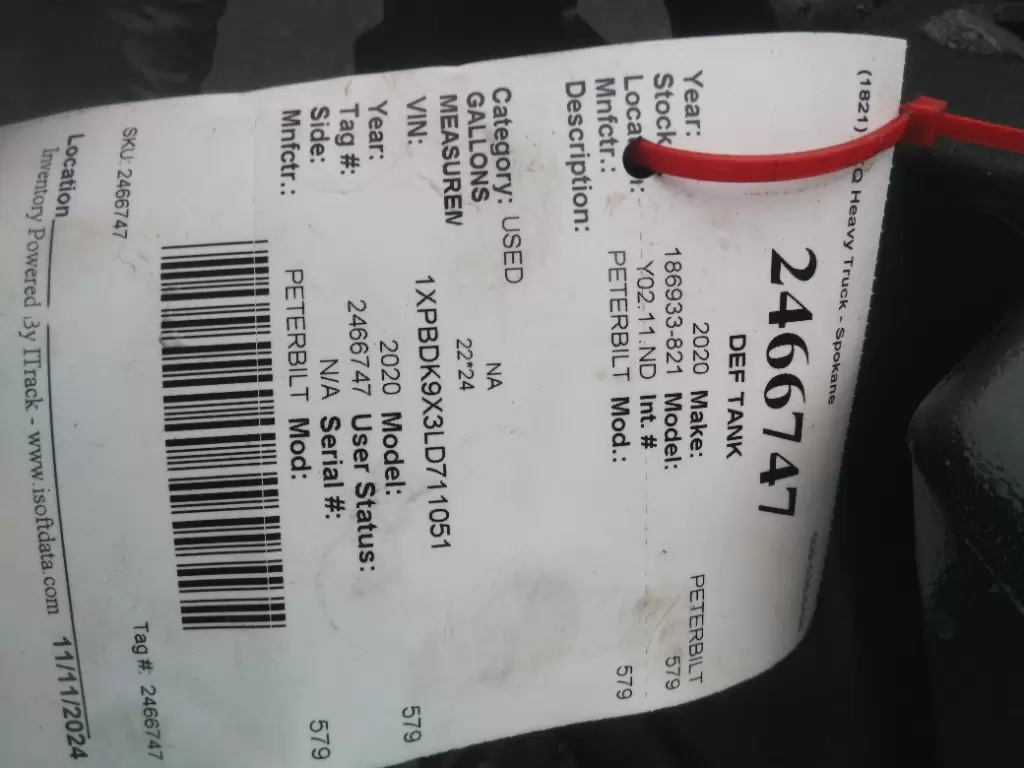 (1821) Q Heavy Truck - Spokane
2466747
DEF TANK
Year: 2020 Make: PETERBILT
Stock 186933-821 Model: 579
Loca : Y02.11.ND Int. #
Mnfctr.: PETERBILT Mod.: 579
Description:
Category: USED
GALLONS NA
MEASUREN 22*24
VIN: 1XPBDK9X3LD711051
Year: 2020 Model: 579
Tag #: 2466747 User Status:
Side: N/A Serial #:
Mnfctr.: PETERBILT Mod: 579
SKU: 2466747 Tag#: 2466747
Location
Inventory Powered By ITrack - www.isoftdata.com 11/11/2024